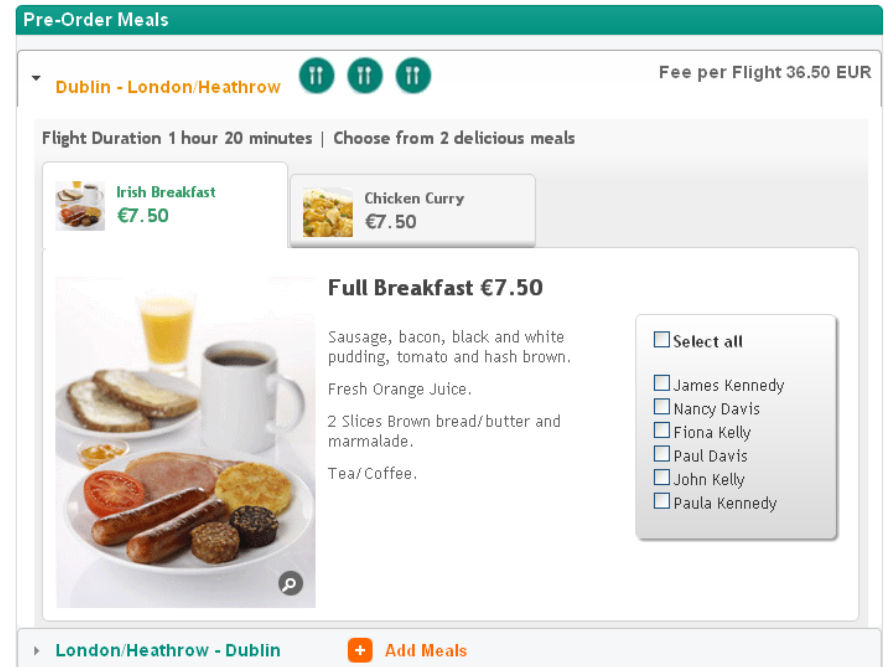 Pre-Order Meals
Dublin - London/Heathrow
Fee per Flight 36.50 EUR
Flight Duration 1 hour 20 minutes | Choose from 2 delicious meals
Irish Breakfast
€7.50
Chicken Curry
€7.50
Full Breakfast €7.50
Sausage, bacon, black and white
pudding, tomato and hash brown.
Fresh Orange Juice.
2 Slices Brown bread/butter and
marmalade.
Tea/Coffee.
Select all
James Kennedy
Nancy Davis
Fiona Kelly
Paul Davis
John Kelly
Paula Kennedy
London/Heathrow - Dublin
Add Meals